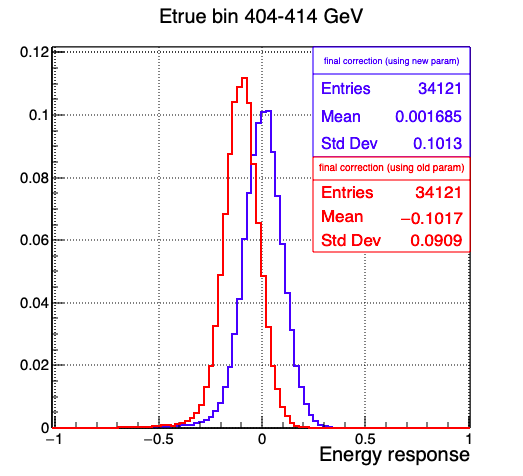 Etrue bin 404-414 GeV
final correction (using new param)
Entries 34121
Mean 0.001685
Std Dev 0.1013
final correction (using old param)
Entries 34121
Mean −0.1017
Std Dev 0.0909
0.12
0.1
0.08
0.06
0.04
0.02
0
−1 −0.5 0 0.5 1
Energy response